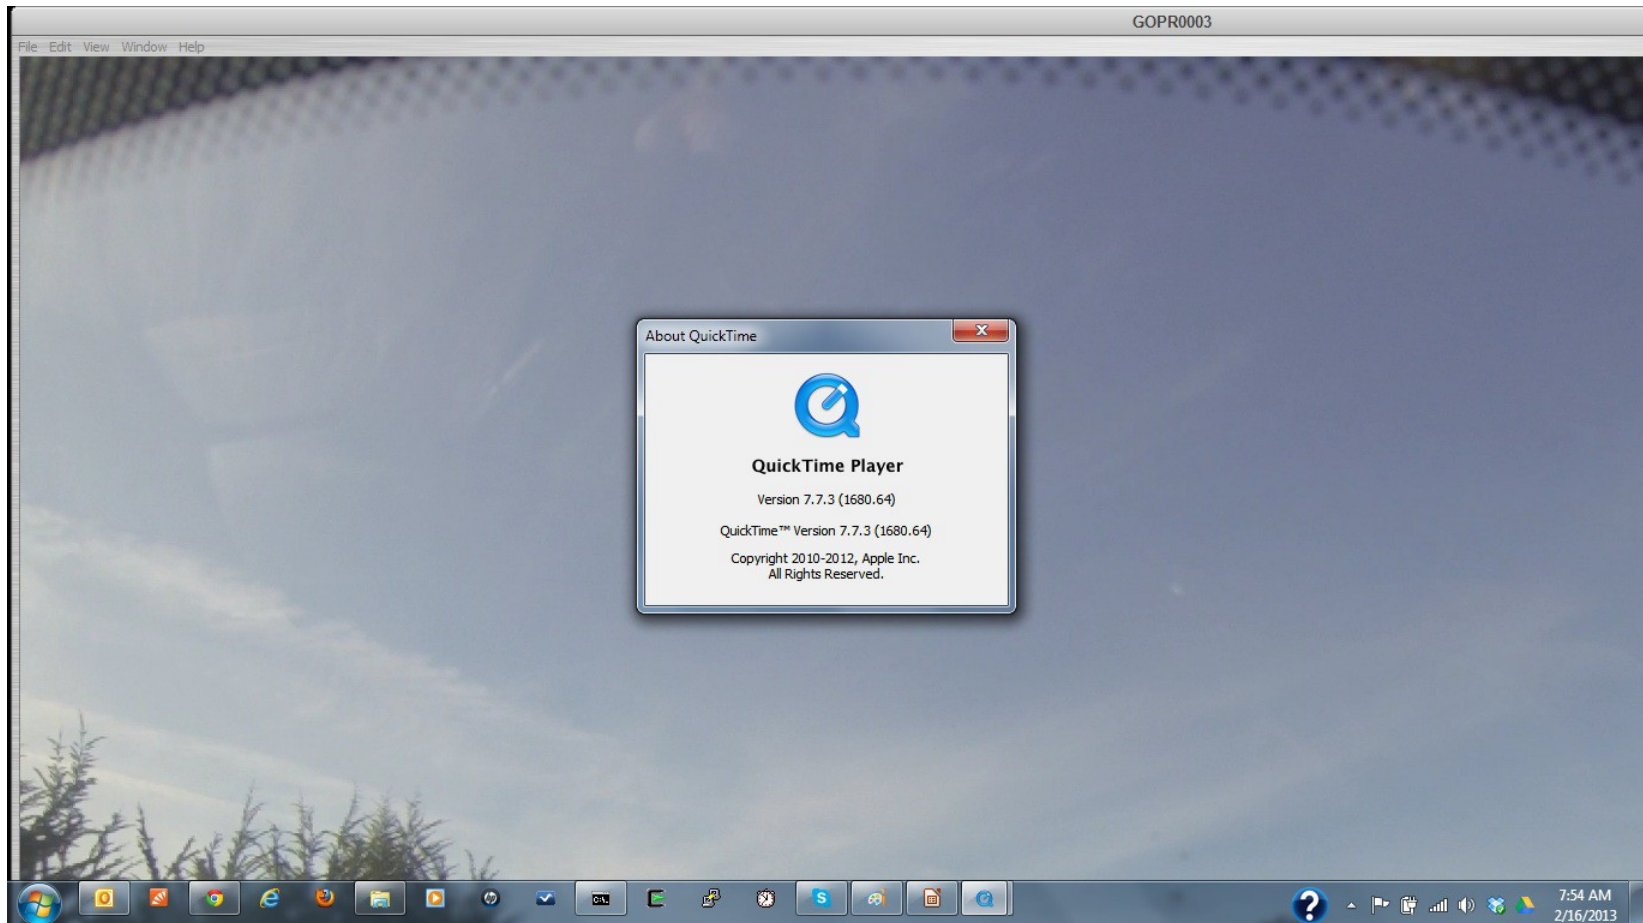 GOPR0003
File Edit View Window Help
About QuickTime
QuickTime Player
Version 7.7.3 (1680.64)
QuickTime™ Version 7.7.3 (1680.64)
Copyright 2010-2012, Apple Inc.
All Rights Reserved.
7:54 AM
2/16/2013